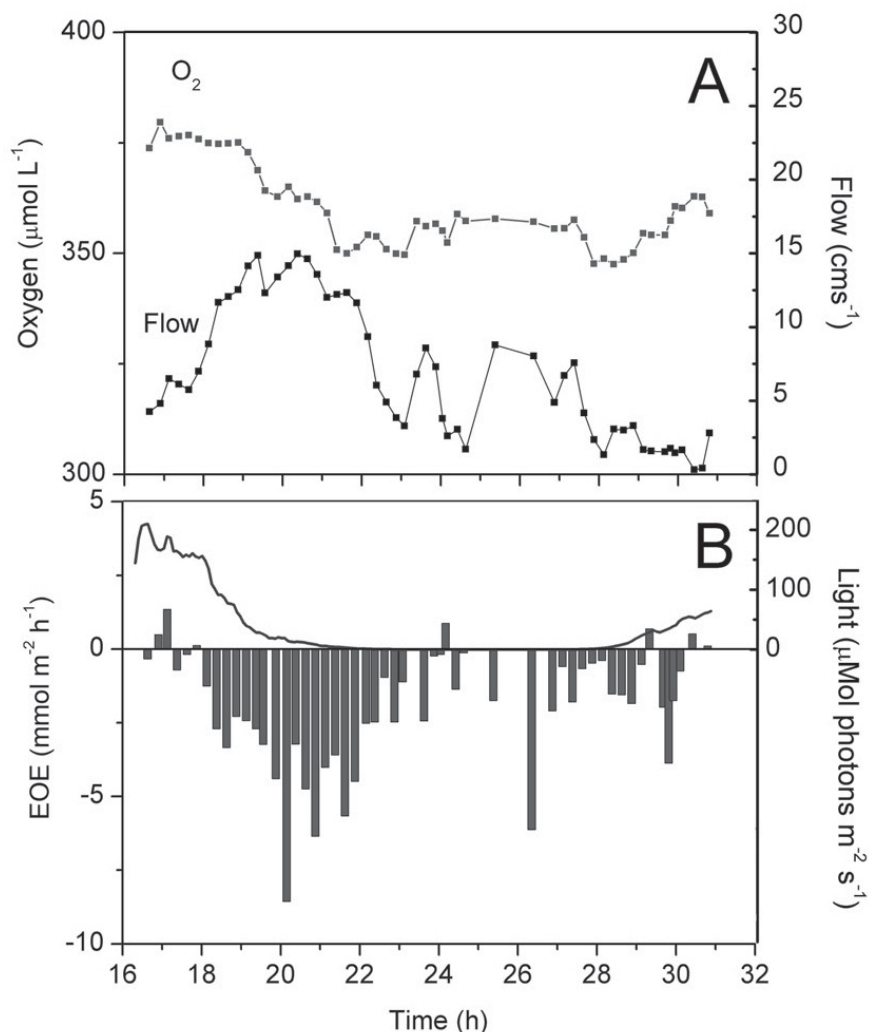 A
O2
Flow
Oxygen (μmol L-1)
400
350
300
Flow (cms-1)
30
25
20
15
10
5
0
B
EOE (mmol m-2 h-1)
5
0
-5
-10
Light (μMol photons m-2 s-1)
200
100
0
16 18 20 22 24 26 28 30 32
Time (h)